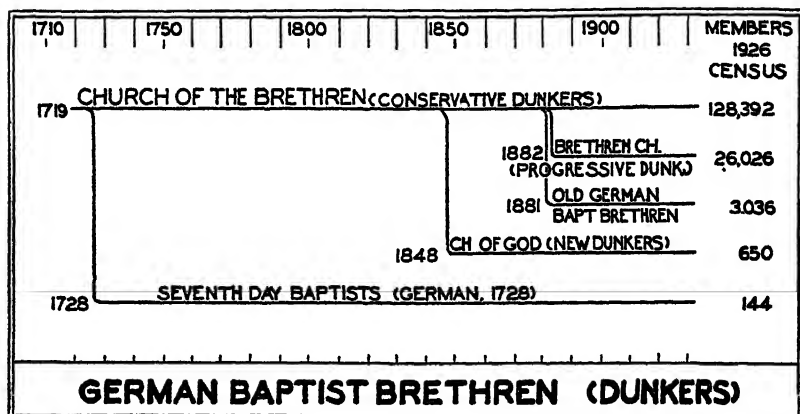 1710 1750 1800 1850 1900 MEMBERS
1926
CENSUS
1719 CHURCH OF THE BRETHREN (CONSERVATIVE DUNKERS) 128,392
1882 BRETHREN CH. 26,026
(PROGRESSIVE DUNK.)
1881 OLD GERMAN 3.036
BAPT BRETHREN
1848 CH OF GOD (NEW DUNKERS) 650
1728 SEVENTH DAY BAPTISTS (GERMAN, 1728) 144
GERMAN BAPTIST BRETHREN (DUNKERS)